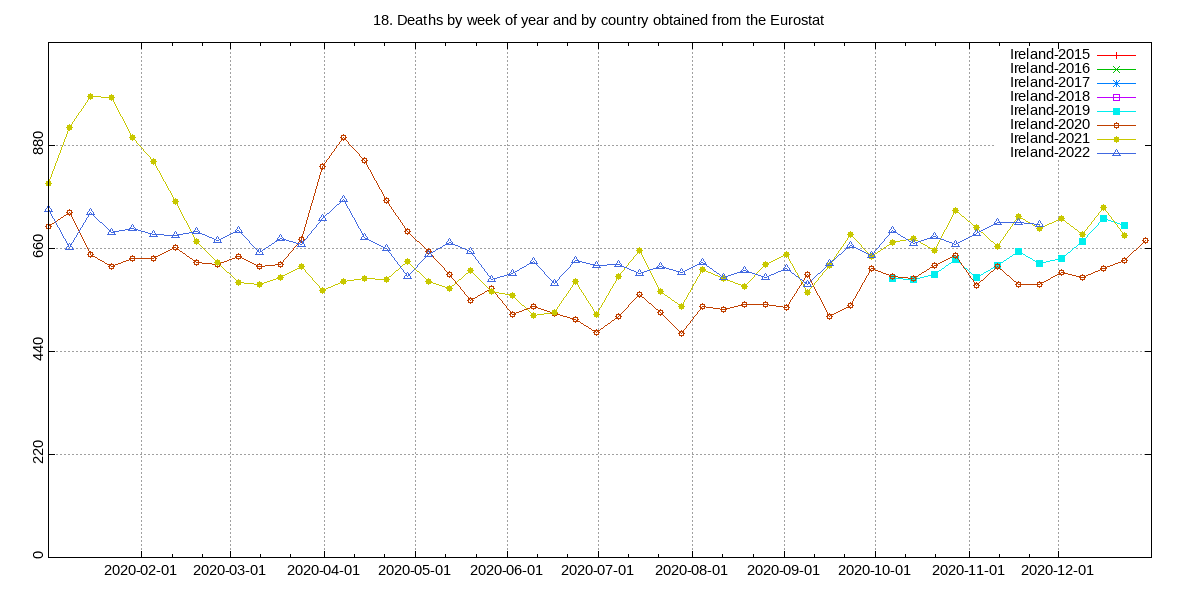 18. Deaths by week of year and by country obtained from the Eurostat
Ireland-2015
Ireland-2016
Ireland-2017
Ireland-2018
Ireland-2019
Ireland-2020
Ireland-2021
Ireland-2022
880
660
440
220
0
2020-02-01 2020-03-01 2020-04-01 2020-05-01 2020-06-01 2020-07-01 2020-08-01 2020-09-01 2020-10-01 2020-11-01 2020-12-01